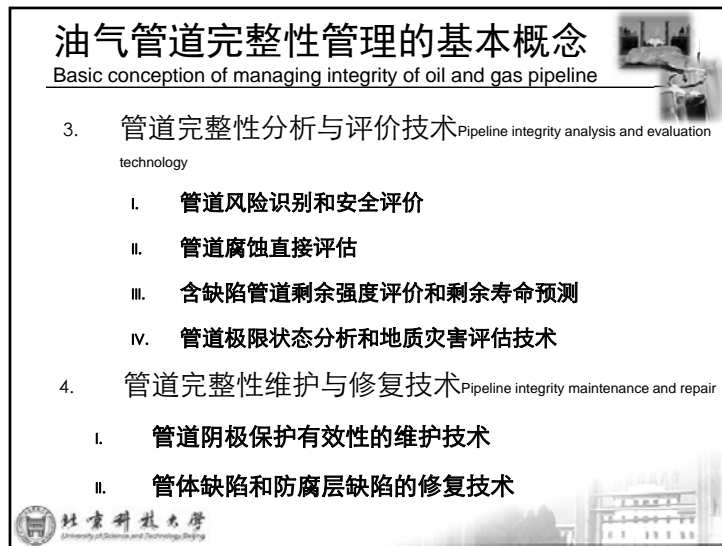 油气管道完整性管理的基本概念
Basic conception of managing integrity of oil and gas pipeline
3. 管道完整性分析与评价技术Pipeline integrity analysis and evaluation
technology
I. 管道风险识别和安全评价
II. 管道腐蚀直接评估
III. 含缺陷管道剩余强度评价和剩余寿命预测
IV. 管道极限状态分析和地质灾害评估技术
4. 管道完整性维护与修复技术Pipeline integrity maintenance and repair
I. 管道阴极保护有效性的维护技术
II. 管体缺陷和防腐层缺陷的修复技术
北京科技大学
University of Science and Technology Beijing